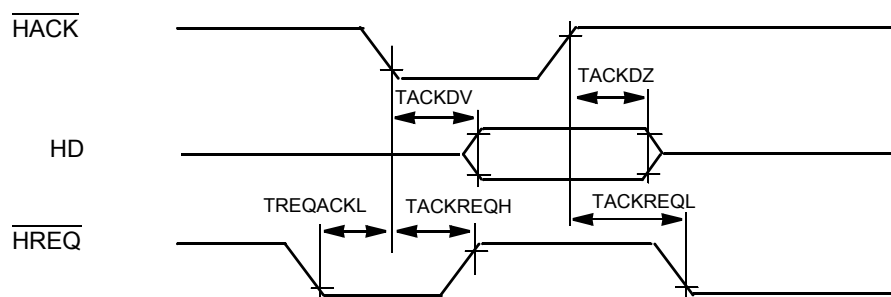 HACK
TACKDZ
TACKDV
HD
TREQACKL TACKREQH TACKREQL
HREQ